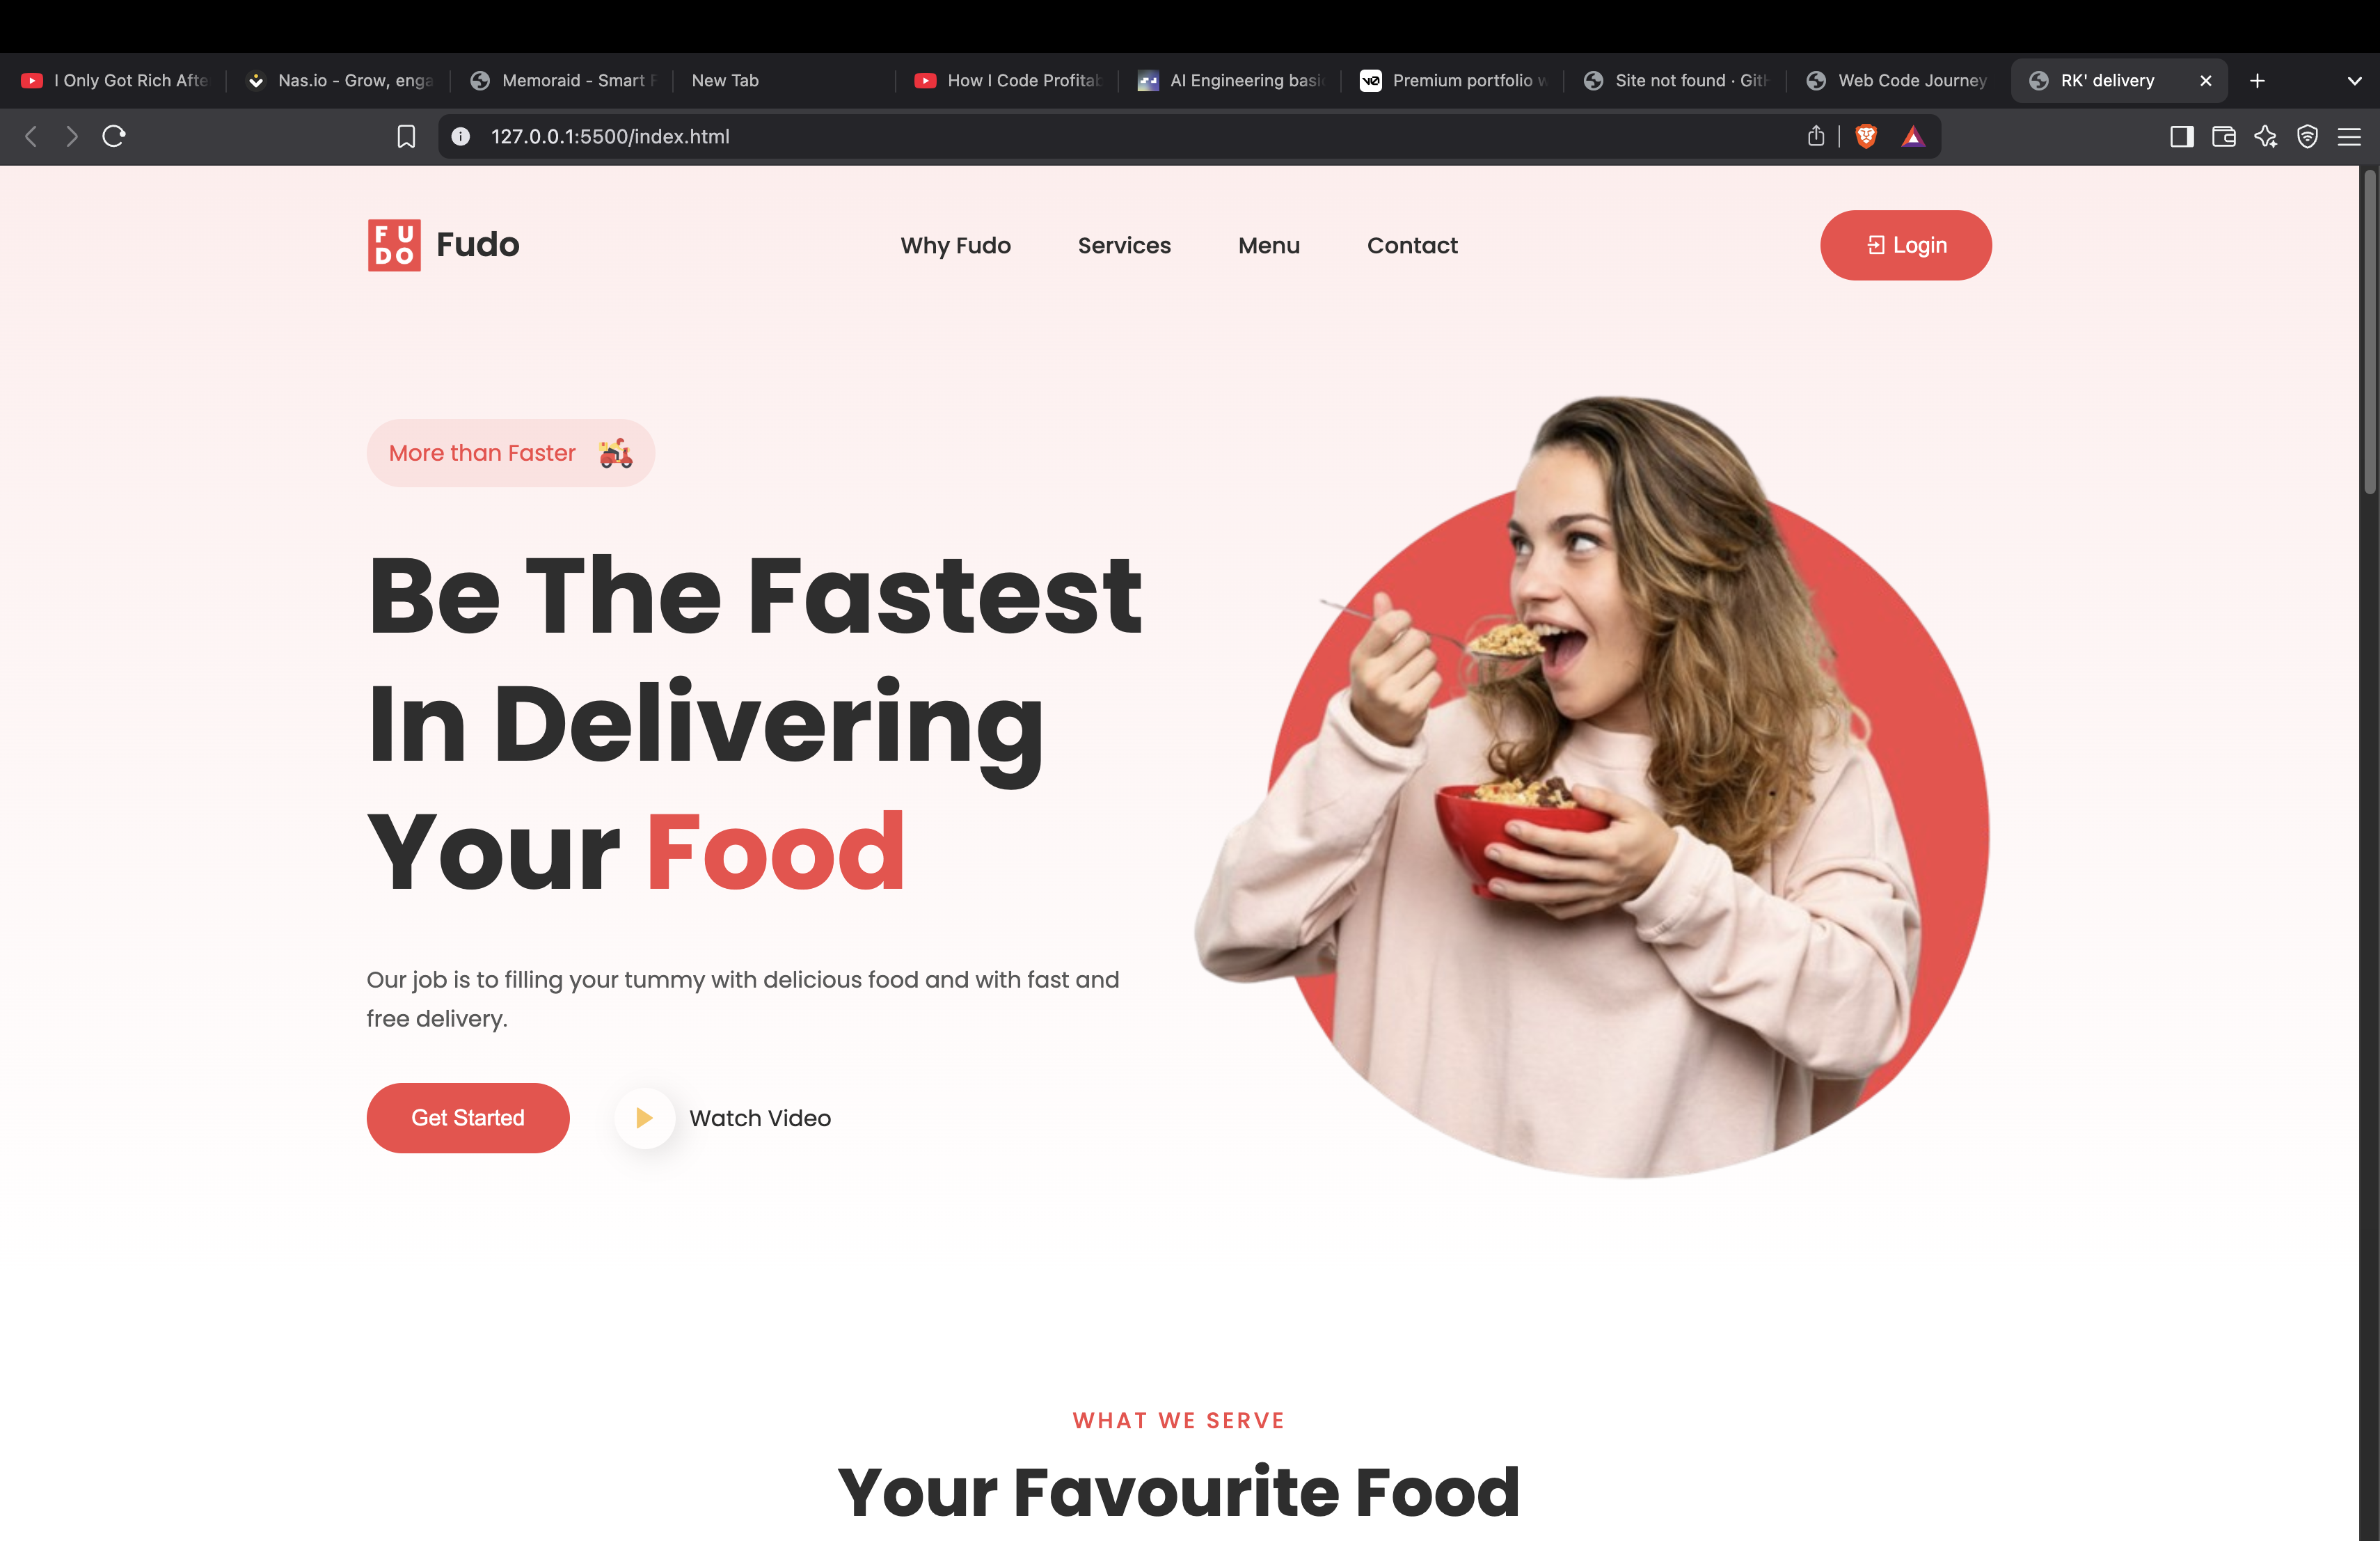 I Only Got Rich Afte
Nas.io - Grow, enga
Memoraid - Smart F
New Tab
How I Code Profitab
AI Engineering basi
v0 Premium portfolio w
Site not found · Gith
Web Code Journey
RK' delivery
127.0.0.1:5500/index.html
FU
DO
Fudo
Why Fudo
Services
Menu
Contact
Login
More than Faster
Be The Fastest
In Delivering
Your Food
Our job is to filling your tummy with delicious food and with fast and
free delivery.
Get Started
Watch Video
WHAT WE SERVE
Your Favourite Food